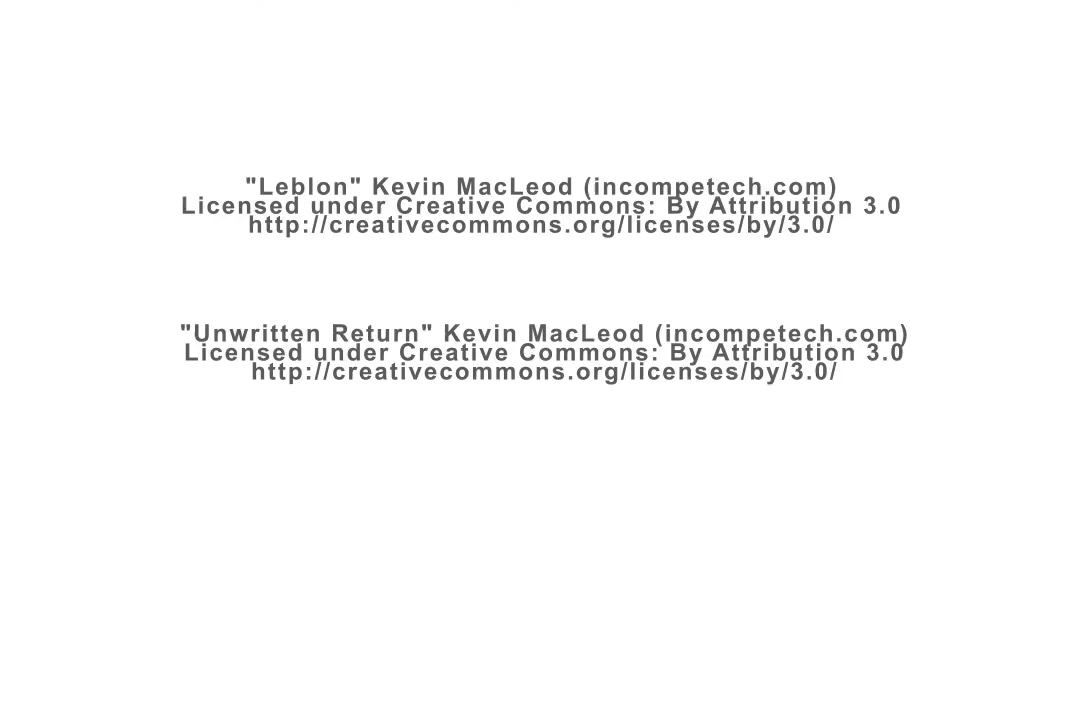 "Leblon" Kevin MacLeod (incompetech.com)
Licensed under Creative Commons: By Attribution 3.0
http://creativecommons.org/licenses/by/3.0/
"Unwritten Return" Kevin MacLeod (incompetech.com)
Licensed under Creative Commons: By Attribution 3.0
http://creativecommons.org/licenses/by/3.0/